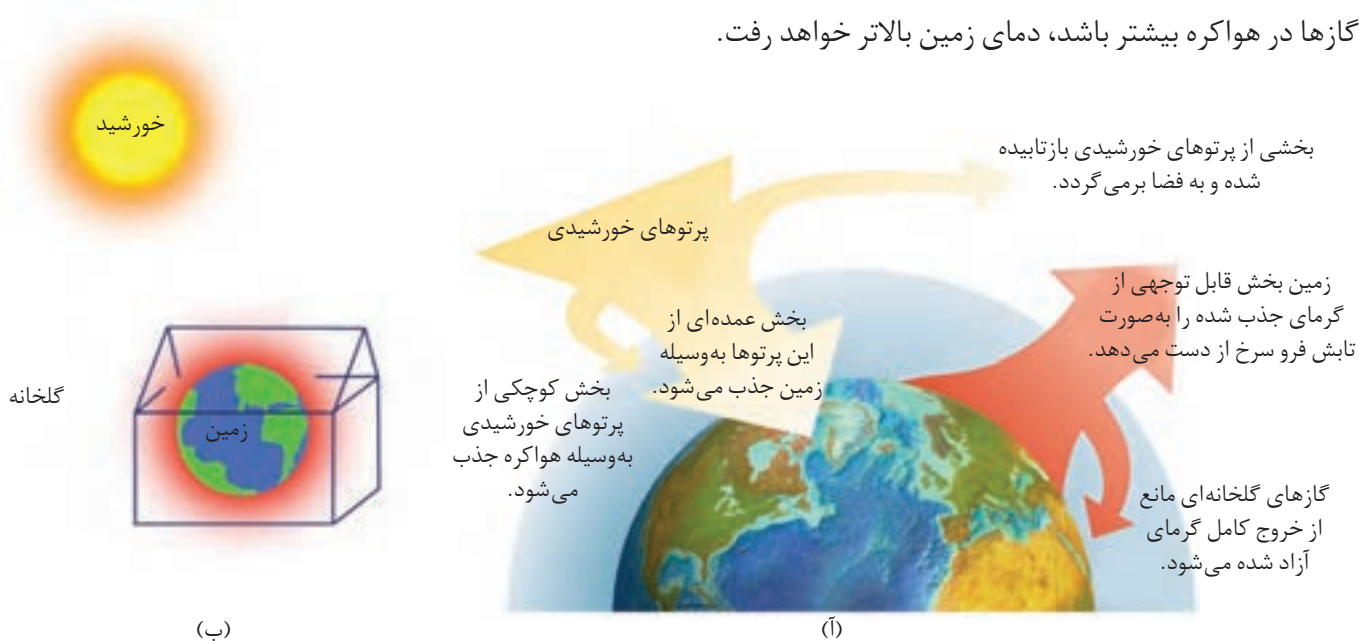 گازها در هواکره بیشتر باشد، دمای زمین بالاتر خواهد رفت.
بخشی از پرتوهای خورشیدی بازتابیده
شده و به فضا برمی‌گردد.
پرتوهای خورشیدی
زمین بخش قابل توجهی از
گرمای جذب شده را به‌صورت
تابش فرو سرخ از دست می‌دهد.
بخش عمده‌ای از
این پرتوها به‌وسیله
زمین جذب می‌شود.
بخش کوچکی از
پرتوهای خورشیدی
به‌وسیله هواکره جذب
می‌شود.
گازهای گلخانه‌ای مانع
از خروج کامل گرمای
آزاد شده می‌شود.
(آ)
خورشید
زمین
گلخانه
(ب)